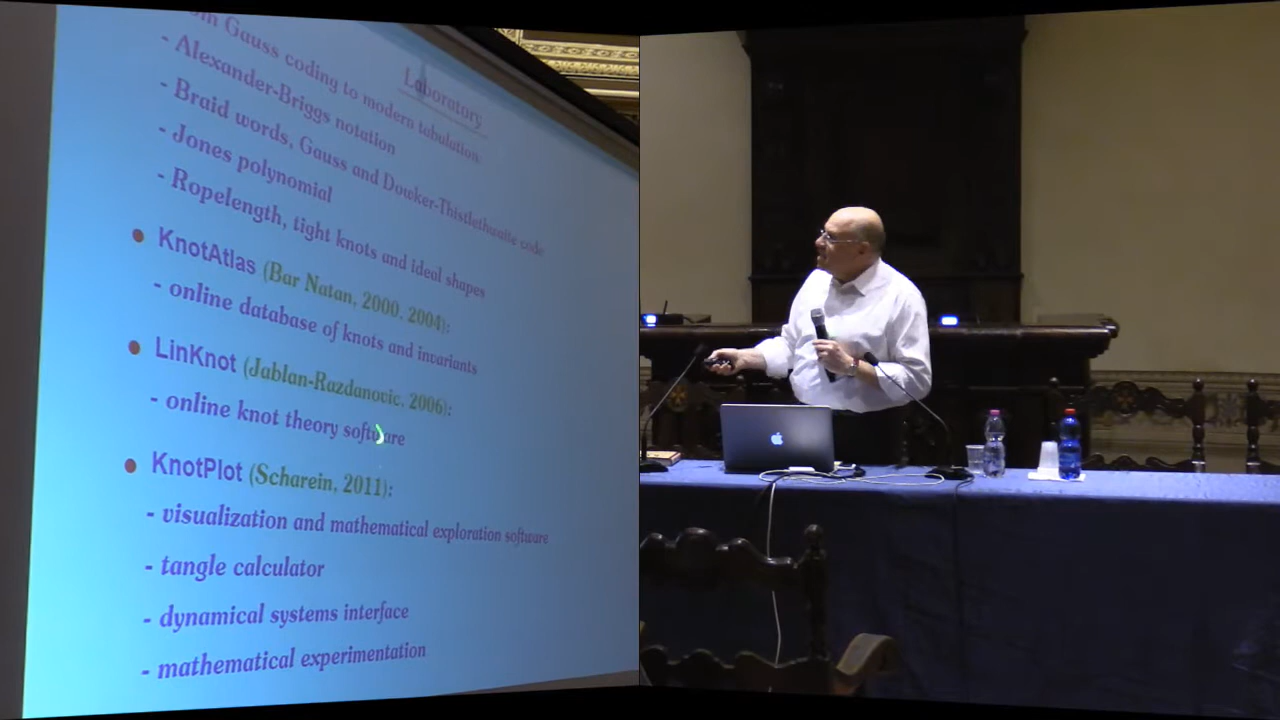 Laboratory
Gauss coding to modern tabulation
- Alexander-Briggs notation
- Braid words, Gauss and Dowker-Thistlethwaite code
- Jones polynomial
- Ropelength, tight knots and ideal shapes
• KnotAtlas (Bar Natan, 2000, 2004):
- online database of knots and invariants
• LinKnot (Jablan-Razdanovic, 2006):
- online knot theory software
• KnotPlot (Scharein, 2011):
- visualization and mathematical exploration software
- tangle calculator
- dynamical systems interface
- mathematical experimentation